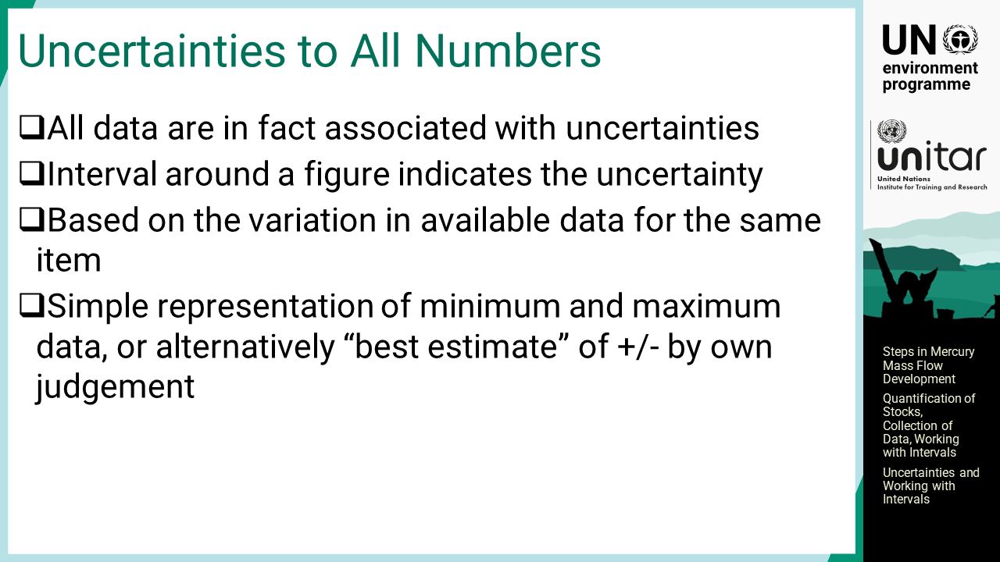 Uncertainties to All Numbers
❑All data are in fact associated with uncertainties
❑Interval around a figure indicates the uncertainty
❑Based on the variation in available data for the same
item
❑Simple representation of minimum and maximum
data, or alternatively “best estimate” of +/- by own
judgement
UN
environment
programme
unitar
United Nations
Institute for Training and Research
Steps in Mercury
Mass Flow
Development
Quantification of
Stocks,
Collection of
Data, Working
with Intervals
Uncertainties and
Working with
Intervals